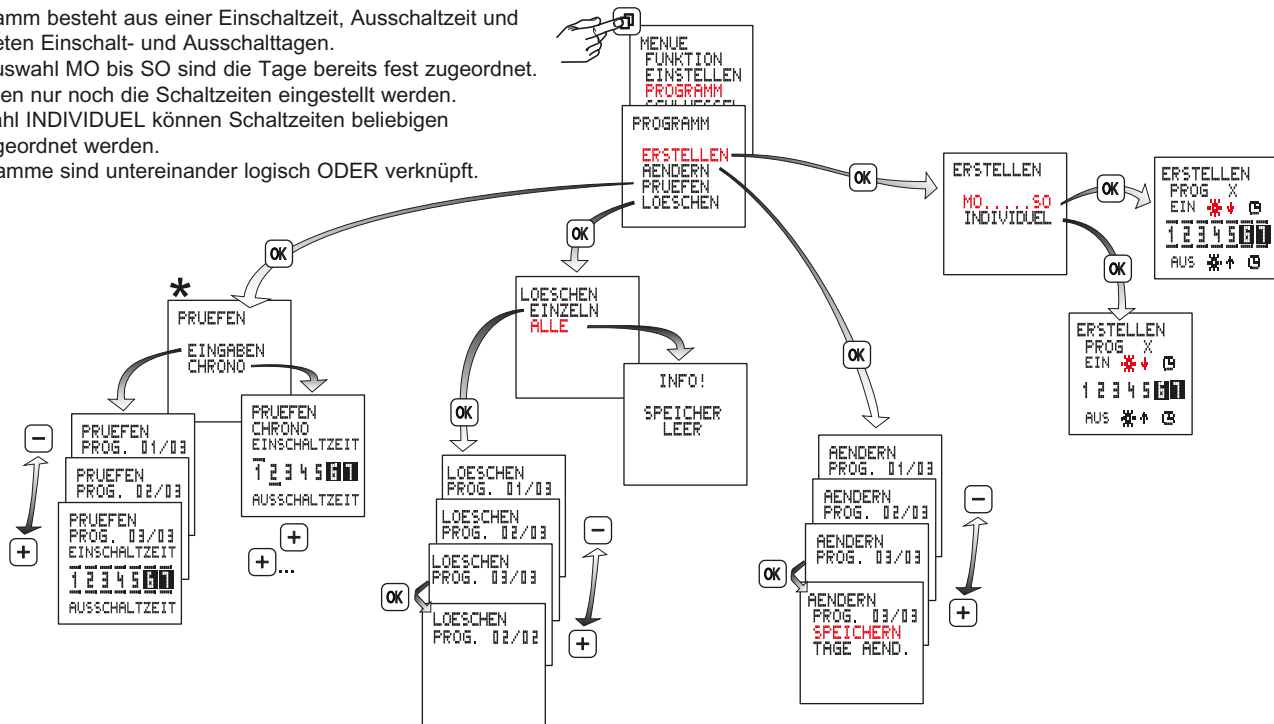 amm besteht aus einer Einschaltzeit, Ausschaltzeit und
eten Einschalt- und Ausschalttagen.
uswahl MO bis SO sind die Tage bereits fest zugeordnet.
en nur noch die Schaltzeiten eingestellt werden.
hl INDIVIDUEL können Schaltzeiten beliebigen
geordnet werden.
amme sind untereinander logisch ODER verknüpft.
MENUE
FUNKTION
EINSTELLEN
PROGRAMM
PROGRAMM
ERSTELLEN
AENDERN
PRUEFEN
LOESCHEN
OK
ERSTELLEN
MO.....SO
INDIVIDUEL
OK
ERSTELLEN
PROG X
EIN
1 2 3 4 5 6 7
AUS
OK
ERSTELLEN
PROG X
EIN
1 2 3 4 5 6 7
AUS
OK
*
PRUEFEN
EINGABEN
CHRONO
PRUEFEN
PROG. 01/03
PRUEFEN
PROG. 02/03
PRUEFEN
PROG. 03/03
EINSCHALTZEIT
1 2 3 4 5 6 7
AUSSCHALTZEIT
-
+
PRUEFEN
CHRONO
EINSCHALTZEIT
1 2 3 4 5 6 7
AUSSCHALTZEIT
+
+...
OK
LOESCHEN
EINZELN
ALLE
INFO!
SPEICHER
LEER
OK
LOESCHEN
PROG. 01/03
LOESCHEN
PROG. 02/03
LOESCHEN
PROG. 03/03
OK
LOESCHEN
PROG. 02/02
-
+
OK
AENDERN
PROG. 01/03
AENDERN
PROG. 02/03
AENDERN
PROG. 03/03
OK
AENDERN
PROG. 03/03
SPEICHERN
TAGE AEND.
-
+